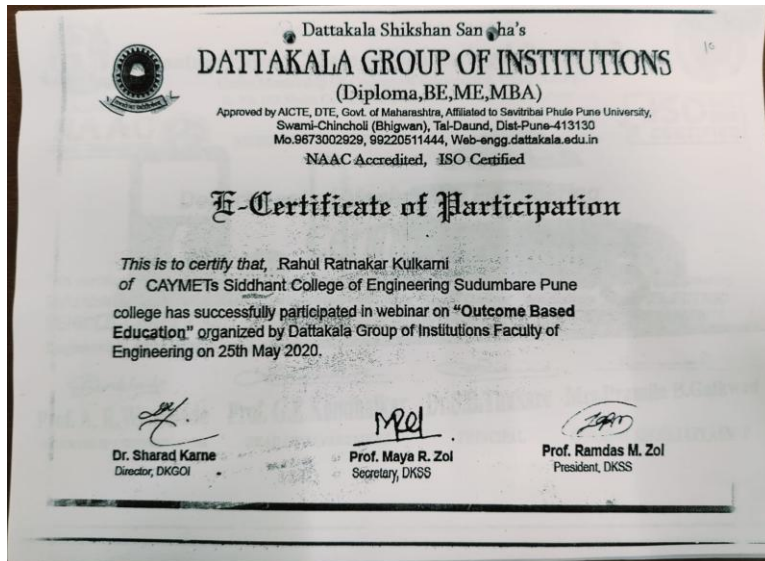 Dattakala Shikshan Sangha's
DATTAKALA GROUP OF INSTITUTIONS
(Diploma,BE,ME,MBA)
Approved by AICTE, DTE, Govt. of Maharashtra, Affiliated to Savitribai Phule Pune University,
Swami-Chincholi (Bhigwan), Tal-Daund, Dist-Pune-413130
Mo.9673002929, 99220511444, Web-engg.dattakala.edu.in
NAAC Accredited, ISO Certified
E-Certificate of Participation
This is to certify that, Rahul Ratnakar Kulkarni
of CAYMETs Siddhant College of Engineering Sudumbare Pune
college has successfully participated in webinar on “Outcome Based
Education” organized by Dattakala Group of Institutions Faculty of
Engineering on 25th May 2020.
Dr. Sharad Karne
Director, DKGOI
Prof. Maya R. Zol
Secretary, DKSS
Prof. Ramdas M. Zol
President, DKSS